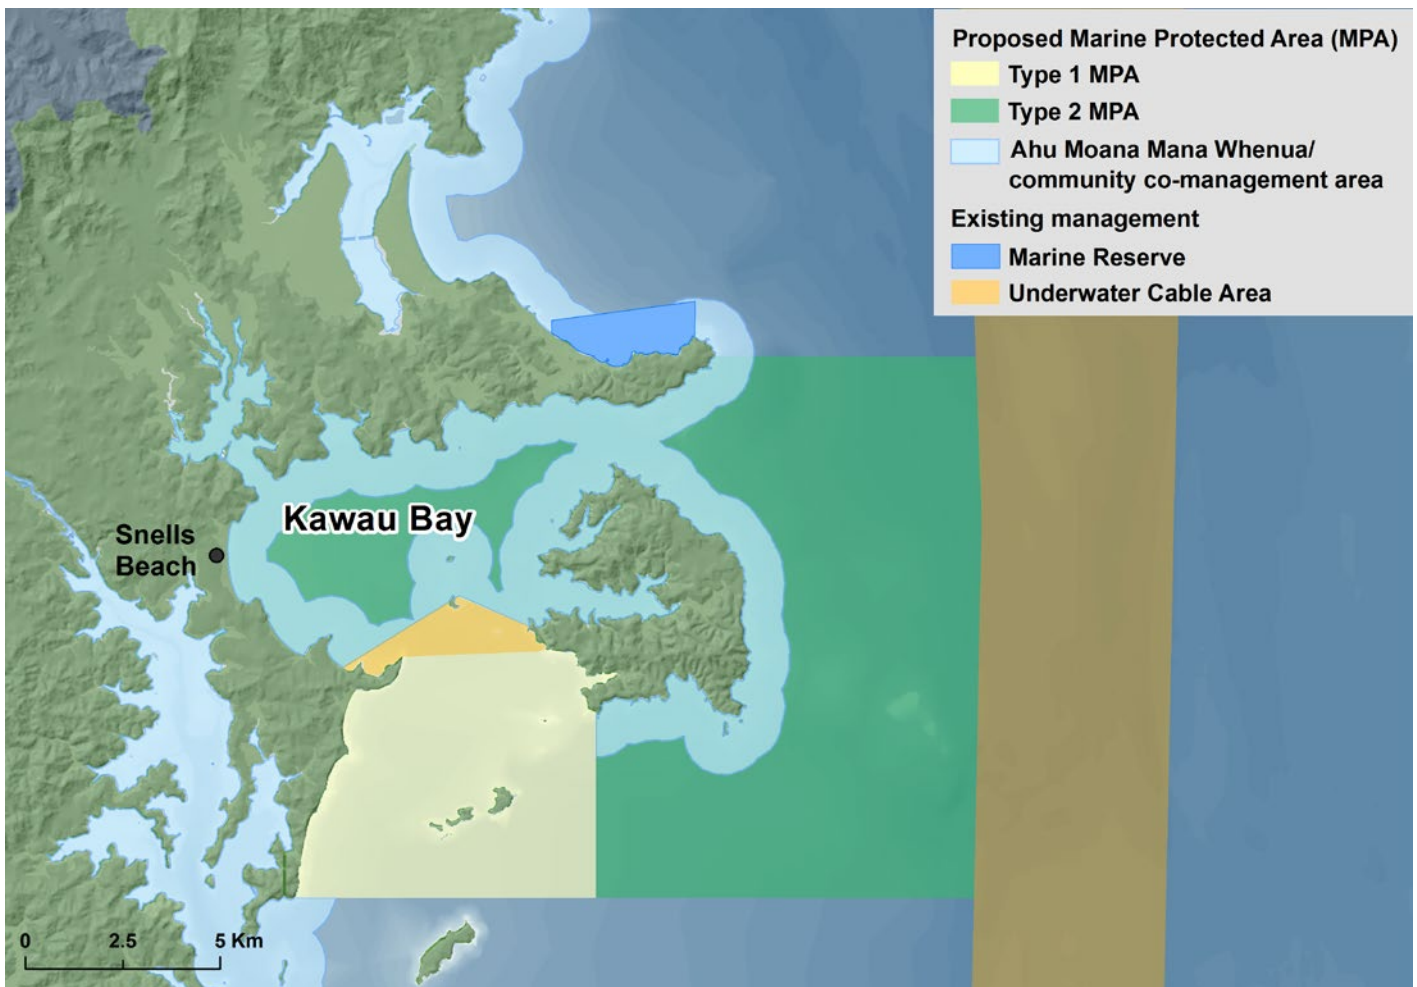 Proposed Marine Protected Area (MPA)
Type 1 MPA
Type 2 MPA
Ahu Moana Mana Whenua/
community co-management area
Existing management
Marine Reserve
Underwater Cable Area
Kawau Bay
Snells
Beach
0 2.5 5 Km